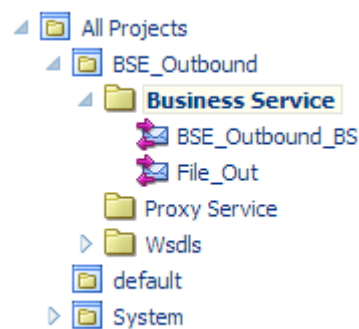 All Projects
BSE_Outbound
Business Service
BSE_Outbound_BS
File_Out
Proxy Service
Wsdls
default
System